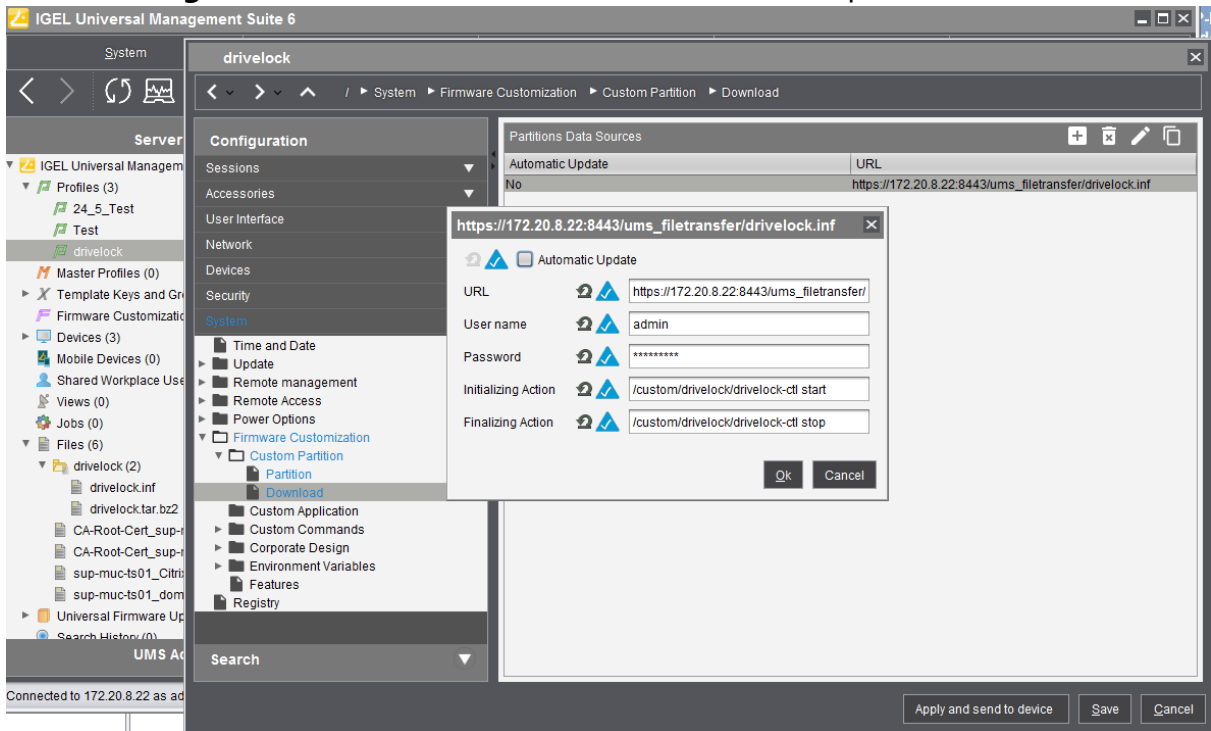 IGEL Universal Management Suite 6
System
drivelock
/ System Firmware Customization Custom Partition Download
Server
IGEL Universal Managem
Profiles (3)
24_5_Test
Test
drivelock
Master Profiles (0)
Template Keys and Gr
Firmware Customizatio
Devices (3)
Mobile Devices (0)
Shared Workplace Use
Views (0)
Jobs (0)
Files (6)
drivelock (2)
drivelock.inf
drivelock.tar.bz2
CA-Root-Cert_sup-
CA-Root-Cert_sup-
sup-muc-ts01_Citri
sup-muc-ts01_dom
Universal Firmware Up
Search History (0)
UMS A
Connected to 172.20.8.22 as ad
Configuration
Sessions
Accessories
User Interface
Network
Devices
Security
System
Time and Date
Update
Remote management
Remote Access
Power Options
Firmware Customization
Custom Partition
Partition
Download
Custom Application
Custom Commands
Corporate Design
Environment Variables
Features
Registry
Search
Partitions Data Sources
Automatic Update URL
No https://172.20.8.22:8443/ums_filetransfer/drivelock.inf
https://172.20.8.22:8443/ums_filetransfer/drivelock.inf
Automatic Update
URL https://172.20.8.22:8443/ums_filetransfer/
User name admin
Password *********
Initializing Action /custom/drivelock/drivelock-ctl start
Finalizing Action /custom/drivelock/drivelock-ctl stop
Ok Cancel
Apply and send to device Save Cancel